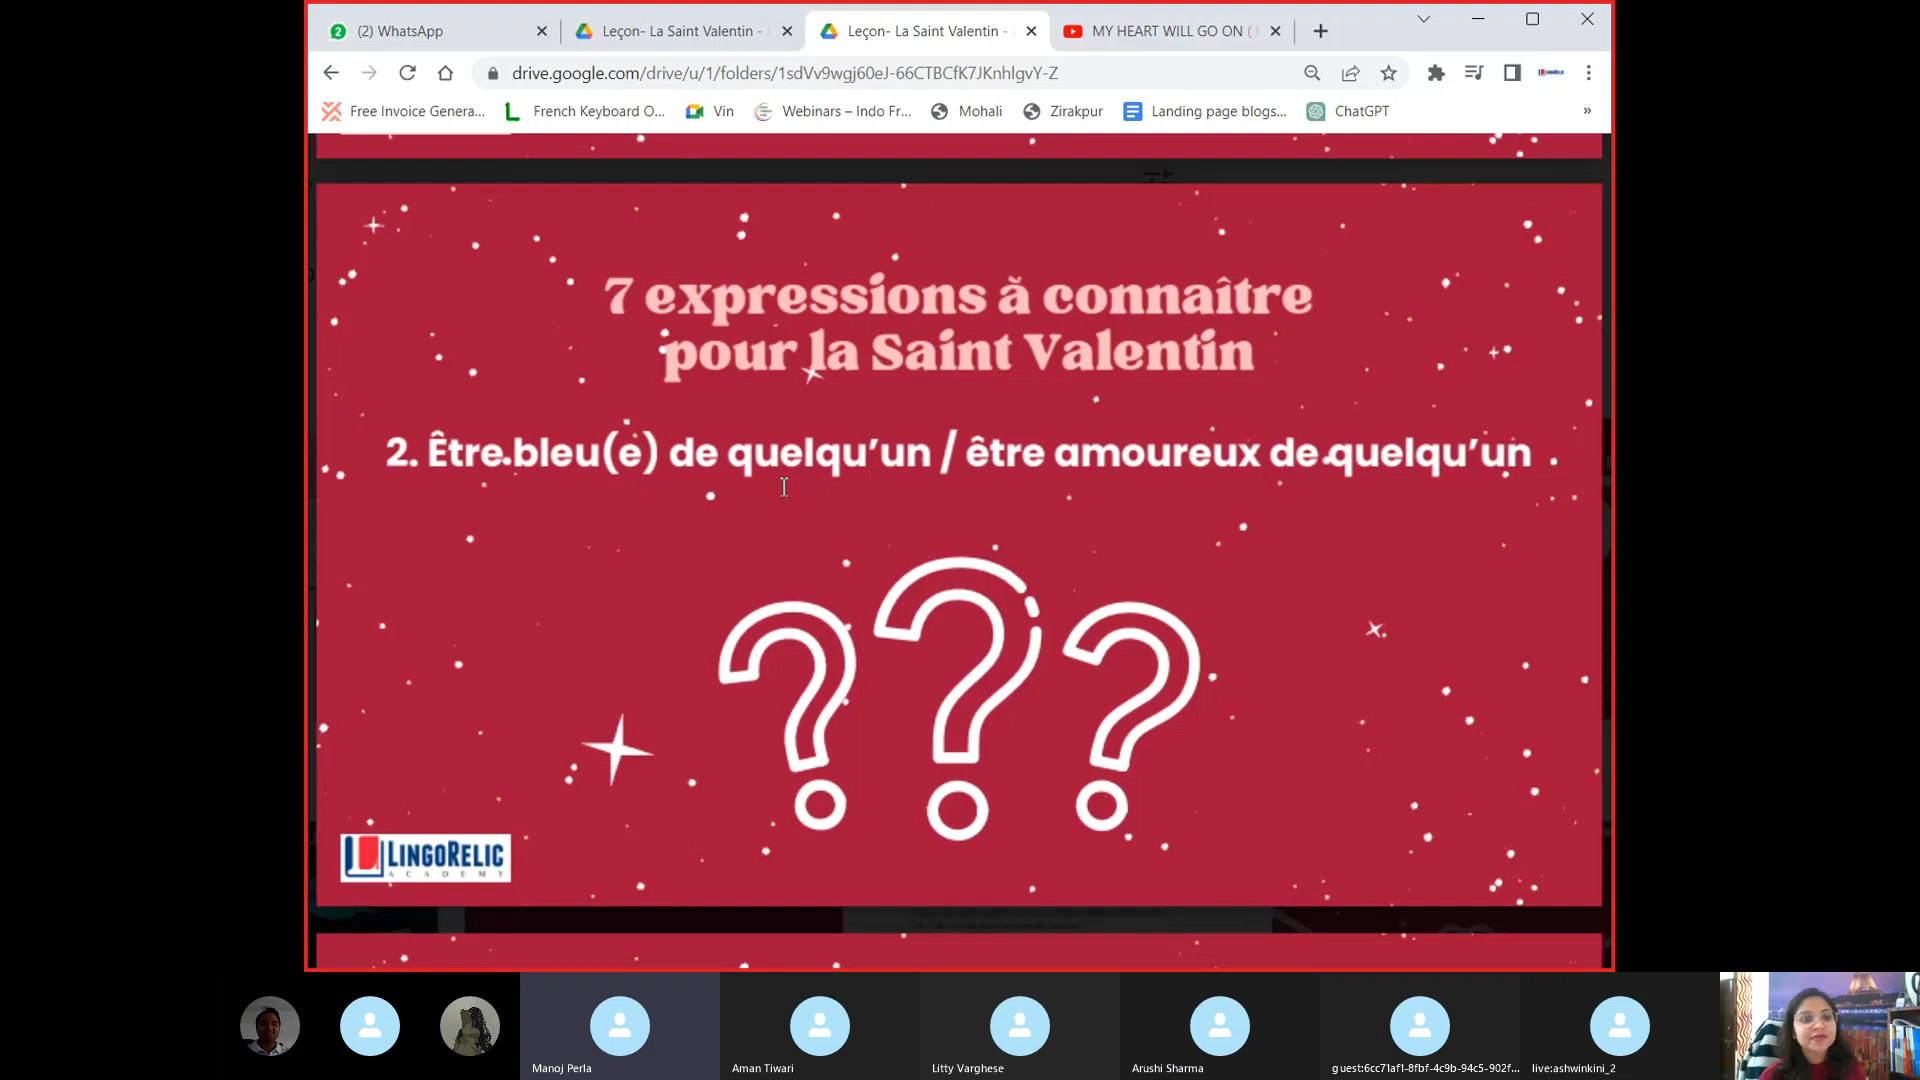 (2) WhatsApp
Leçon- La Saint Valentin -
Leçon- La Saint Valentin -
MY HEART WILL GO ON (
drive.google.com/drive/u/1/folders/1sdVv9wgj60eJ-66CTBCfK7JKnhlgvY-Z
Free Invoice Genera...
French Keyboard O...
Vin
Webinars – Indo Fr...
Mohali
Zirakpur
Landing page blogs...
ChatGPT
»
7 expressions à connaître
pour la Saint Valentin
2. Être bleu(e) de quelqu’un / être amoureux de quelqu’un
???
LINGORELIC
ACADEMY
Manoj Perla
Aman Tiwari
Litty Varghese
Arushi Sharma
guest:6cc71af1-8fbf-4c9b-94c5-902f...
live:ashwinkini_2